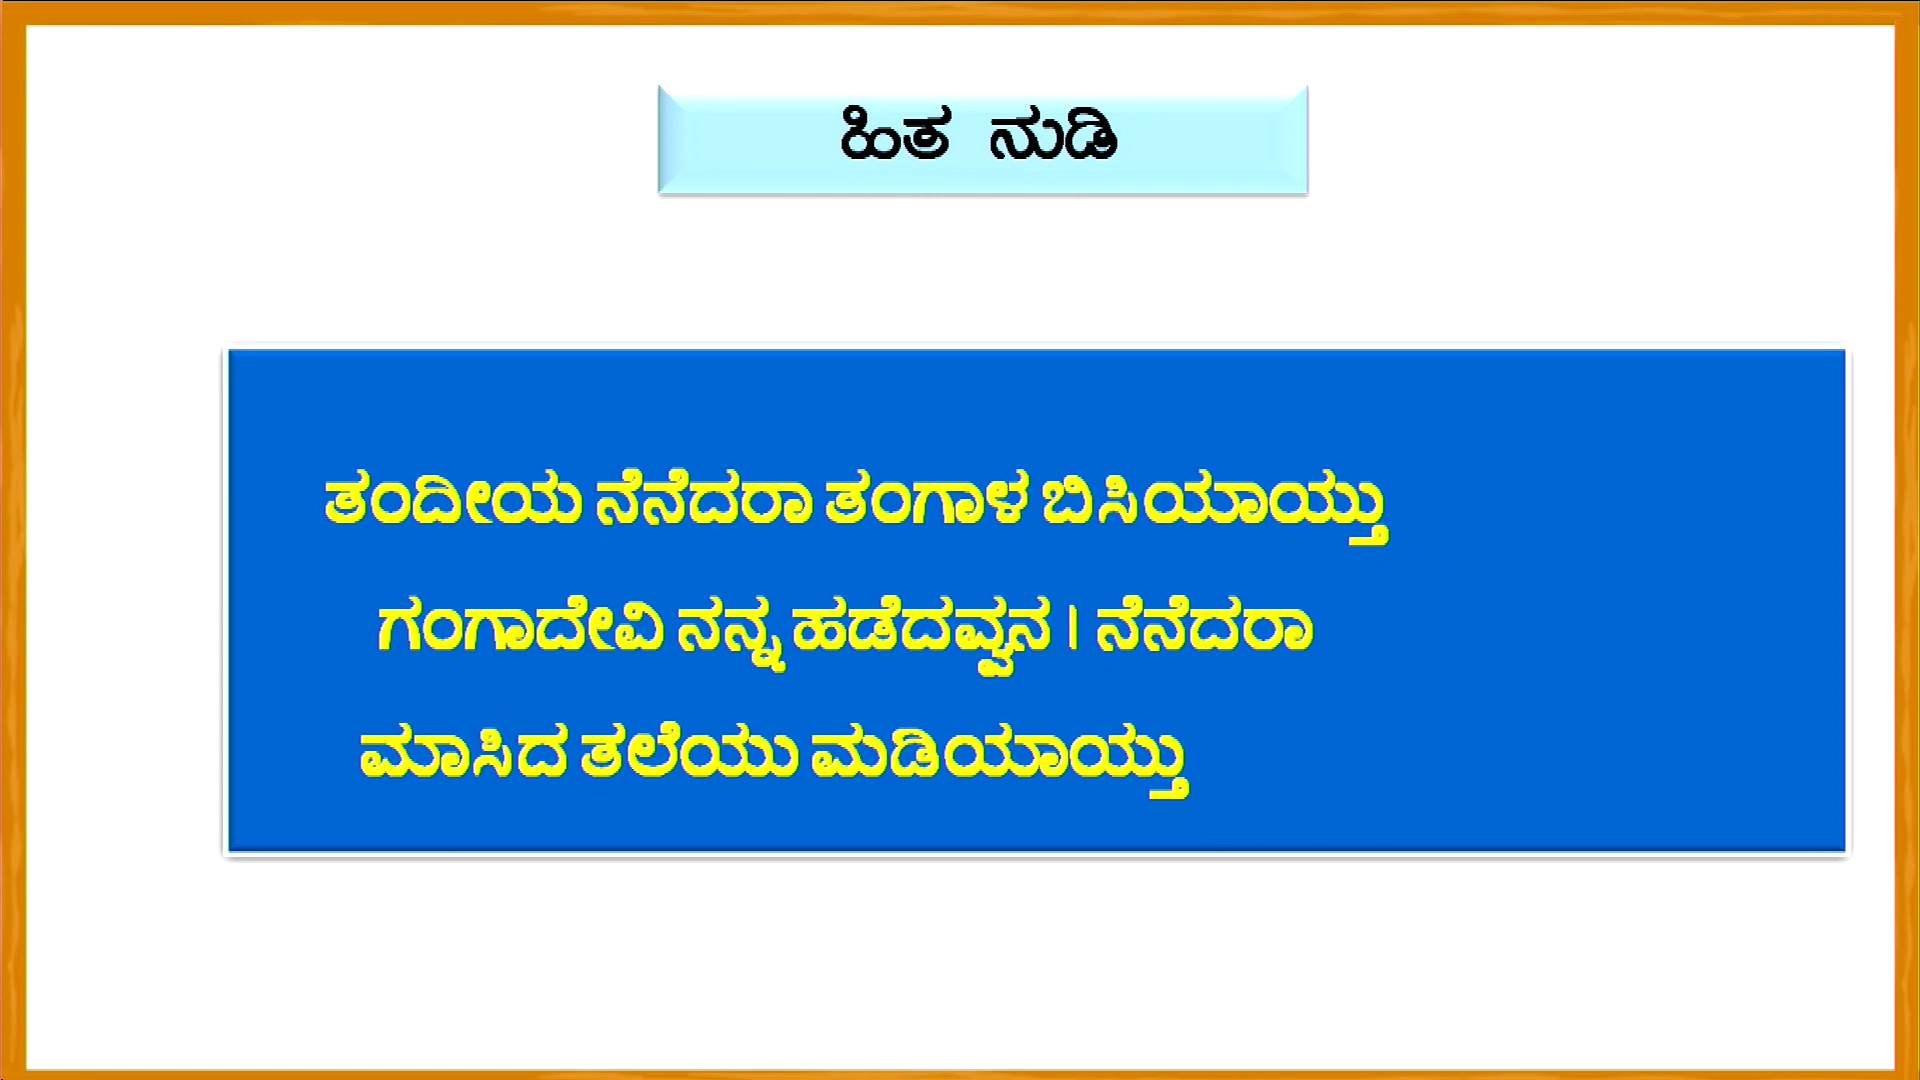 ಹಿತ ನುಡಿ
ತಂದೀಯ ನೆನೆದರಾ ತಂಗಾಳ ಬಿಸಿಯಾಯ್ತು
ಗಂಗಾದೇವಿ ನನ್ನ ಹಡೆದವ್ವನ । ನೆನೆದರಾ
ಮಾಸಿದ ತಲೆಯು ಮಡಿಯಾಯ್ತು